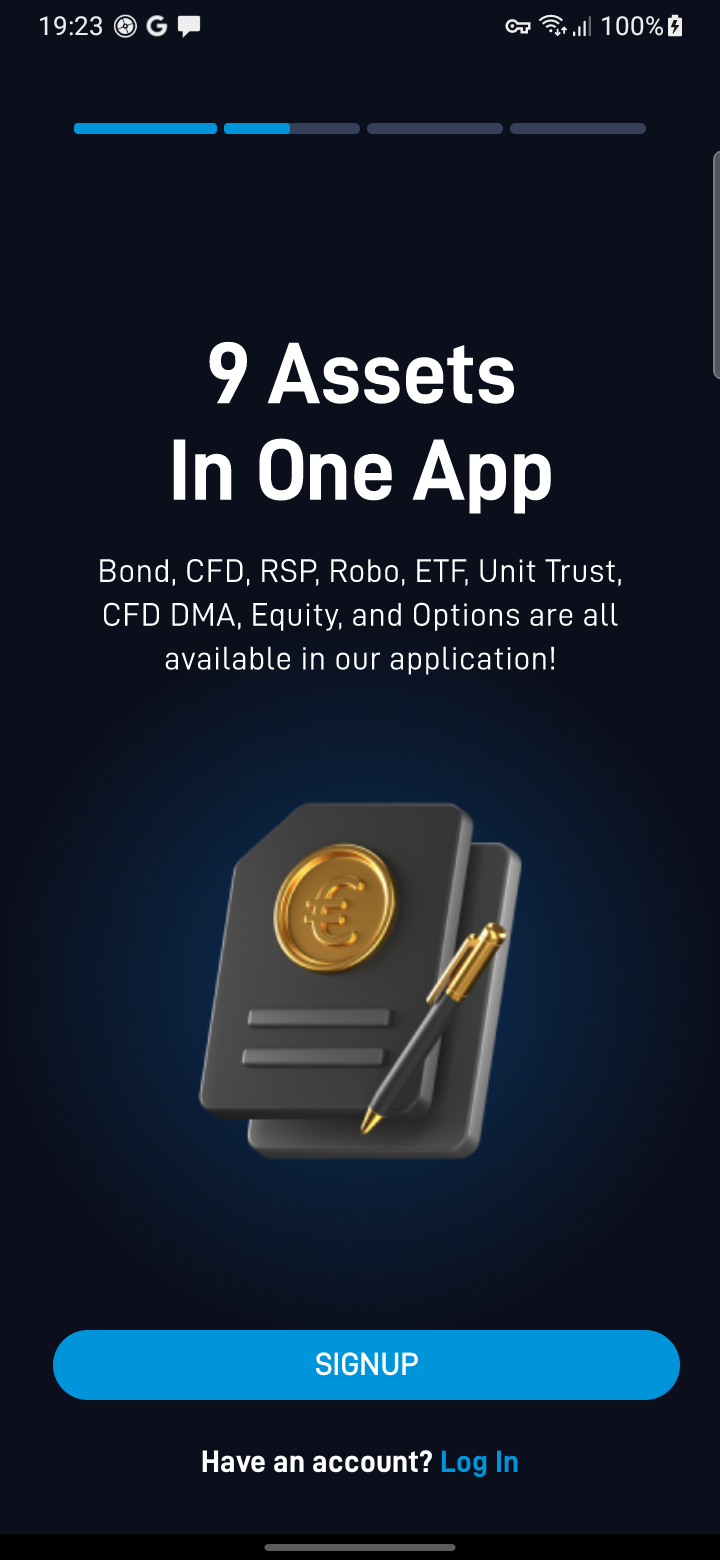 19:23
100%
9 Assets
In One App
Bond, CFD, RSP, Robo, ETF, Unit Trust,
CFD DMA, Equity, and Options are all
available in our application!
€
SIGNUP
Have an account? Log In